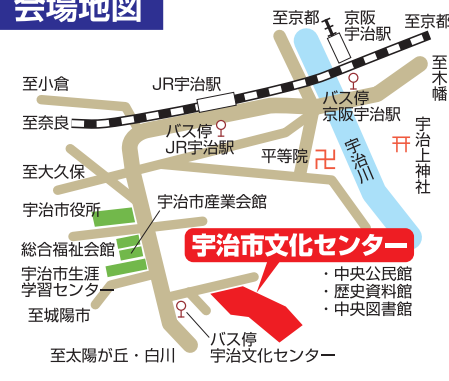 会場地図
至京都
京阪
宇治駅
至京都
至木幡
至小倉
JR宇治駅
至奈良
バス停
JR宇治駅
バス停
京阪宇治駅
宇治上神社
平等院
宇治川
至大久保
宇治市役所
宇治市産業会館
総合福祉会館
宇治市生涯
学習センター
宇治市文化センター
・中央公民館
・歴史資料館
・中央図書館
至城陽市
バス停
宇治文化センター
至太陽が丘・白川